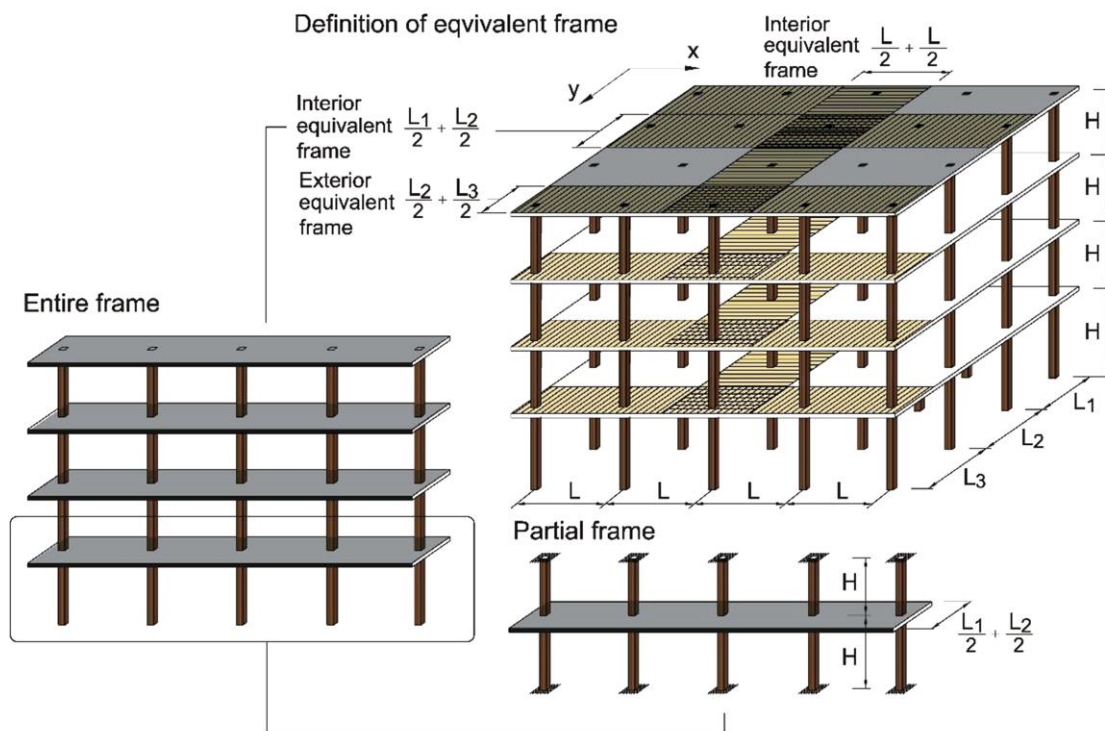 Definition of eqvivalent frame
Interior
equivalent L/2 + L/2
frame
x
y
Interior
equivalent L1/2 + L2/2
frame
Exterior
equivalent L2/2 + L3/2
frame
H
H
H
H
L1
L2
L3
L L L L
Entire frame
Partial frame
H
H
L1/2 + L2/2